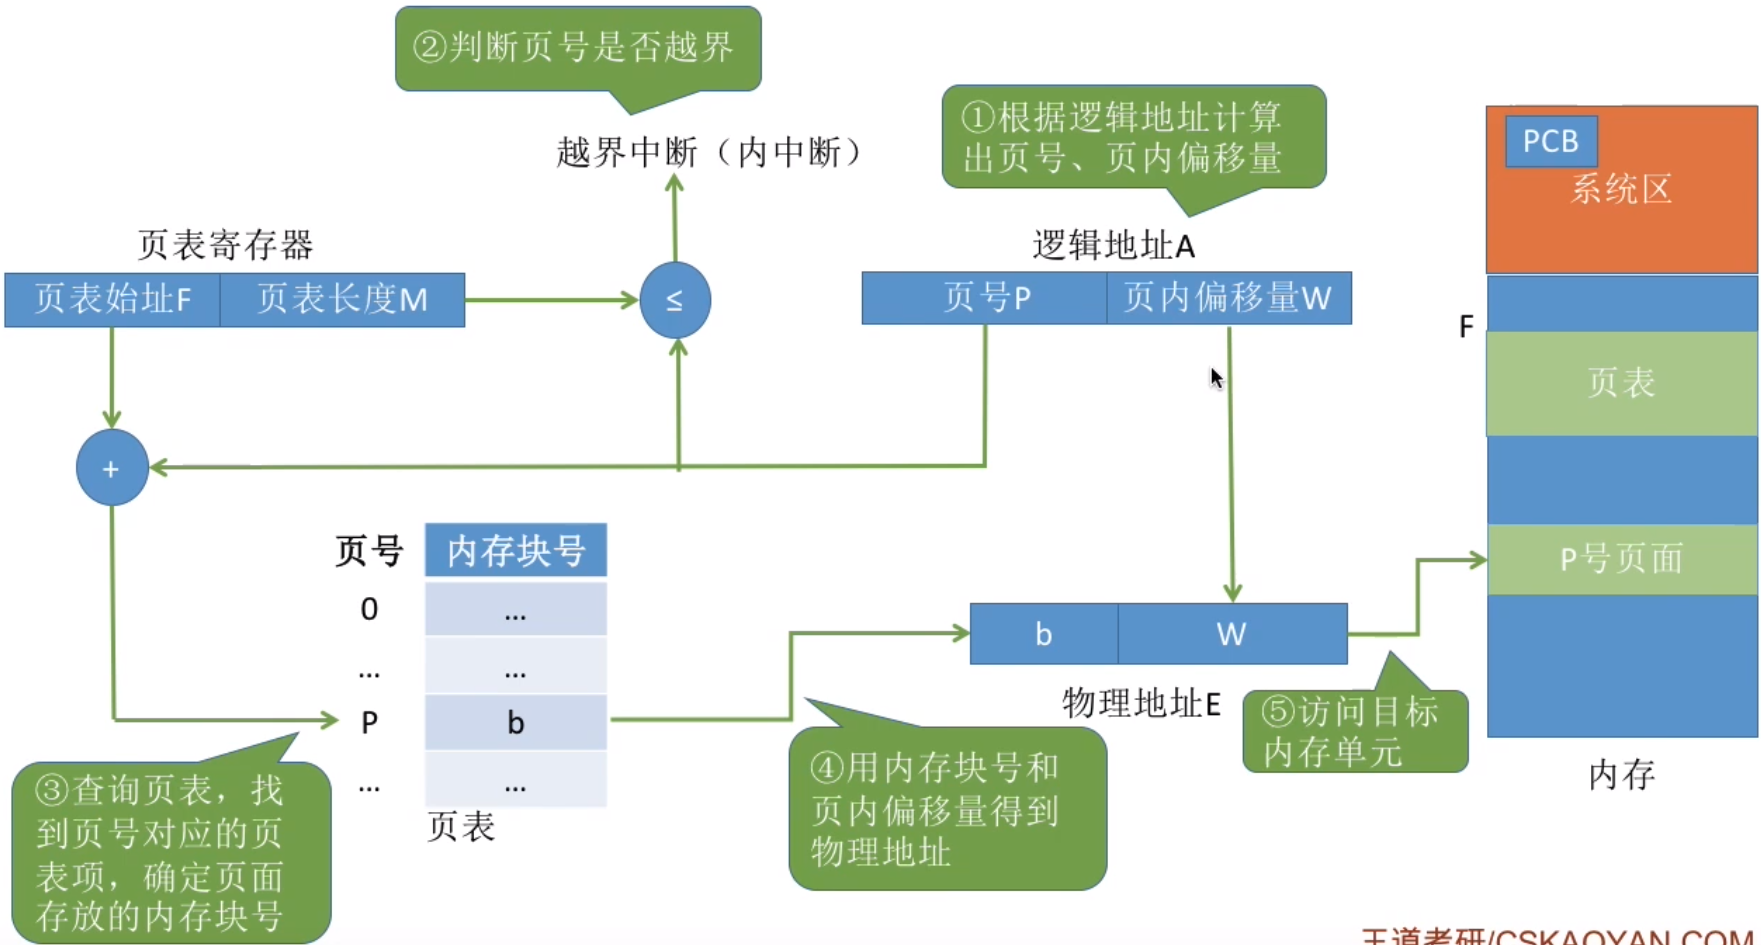 ②判断页号是否越界
①根据逻辑地址计算
出页号、页内偏移量
越界中断（内中断）
PCB
系统区
页表寄存器
逻辑地址A
页表始址F
页表长度M
≤
页号P
页内偏移量W
F
页表
+
页号
内存块号
P号页面
0
...
...
...
b
W
P
b
物理地址E
⑤访问目标
内存单元
③查询页表，找
到页号对应的页
表项，确定页面
存放的内存块号
...
...
页表
④用内存块号和
页内偏移量得到
物理地址
内存
王道考研/CSKAOYAN.COM